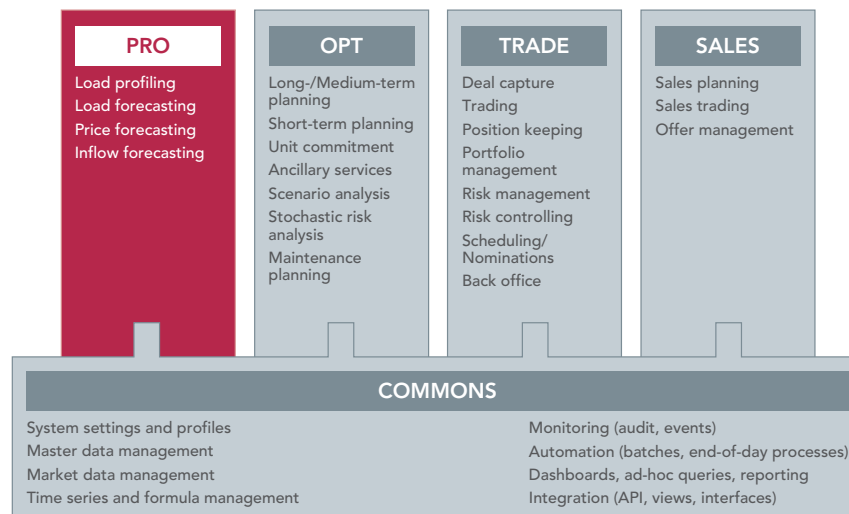 PRO
Load profiling
Load forecasting
Price forecasting
Inflow forecasting
OPT
Long-/Medium-term
planning
Short-term planning
Unit commitment
Ancillary services
Scenario analysis
Stochastic risk
analysis
Maintenance
planning
TRADE
Deal capture
Trading
Position keeping
Portfolio
management
Risk management
Risk controlling
Scheduling/
Nominations
Back office
SALES
Sales planning
Sales trading
Offer management
COMMONS
System settings and profiles
Master data management
Market data management
Time series and formula management
Monitoring (audit, events)
Automation (batches, end-of-day processes)
Dashboards, ad-hoc queries, reporting
Integration (API, views, interfaces)